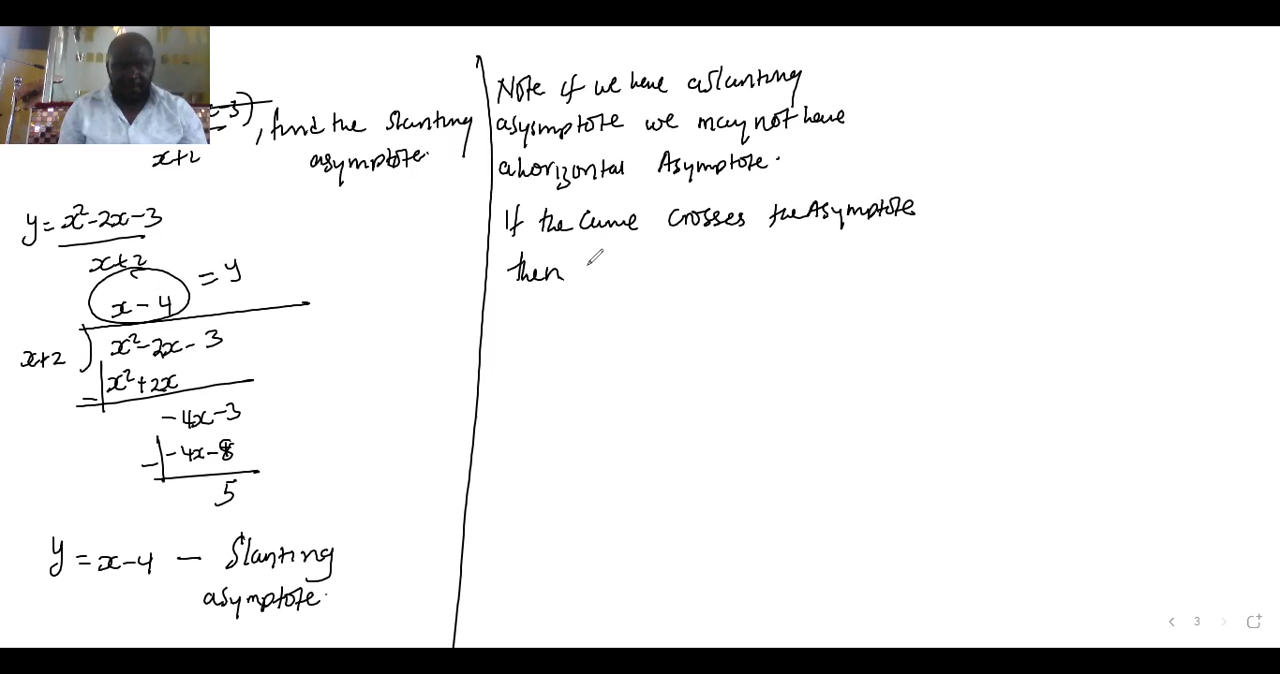 -3)
x+2
, find the slanting
asymptote.
y = x²-2x-3
x+2
x - 4 = y
x+2 ) x²-2x-3
- x²+2x
-4x-3
- -4x-8
5
y = x-4 - Slanting
asymptote.
Note if we have a slanting
asymptote we may not have
a horizontal Asymptote.
If the curve crosses the Asymptote
then
< 3 >